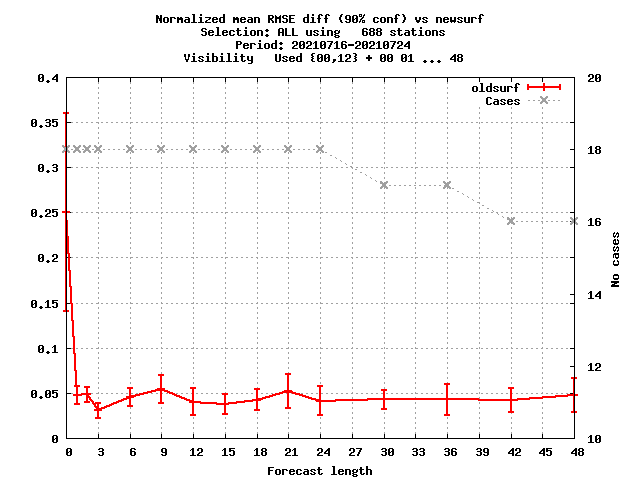 Normalized mean RMSE diff (90% conf) vs newsurf
Selection: ALL using   688 stations
Period: 20210716-20210724
Visibility   Used {00,12} + 00 01 ... 48
oldsurf
Cases
0.4
0.35
0.3
0.25
0.2
0.15
0.1
0.05
0
20
18
16
14
12
10
No cases
0 3 6 9 12 15 18 21 24 27 30 33 36 39 42 45 48
Forecast length